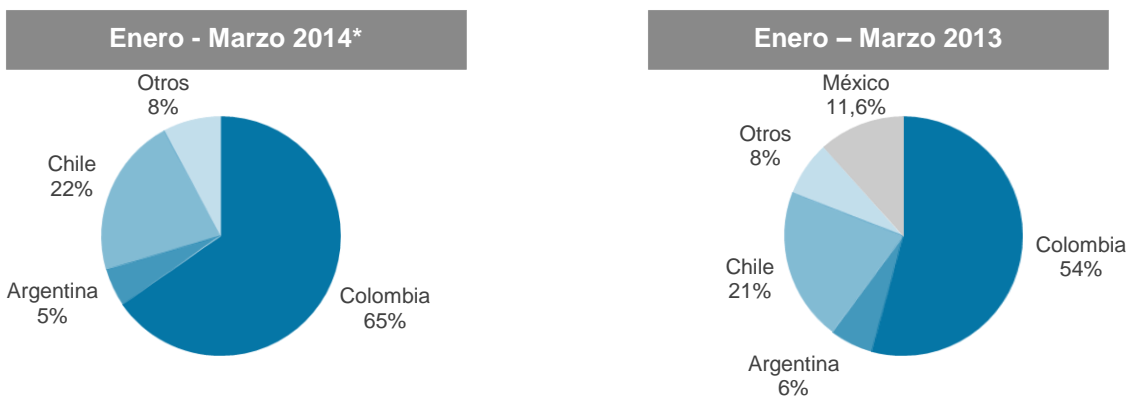 Enero - Marzo 2014*
Otros
8%
Chile
22%
Argentina
5%
Colombia
65%
Enero – Marzo 2013
México
11,6%
Otros
8%
Chile
21%
Colombia
54%
Argentina
6%